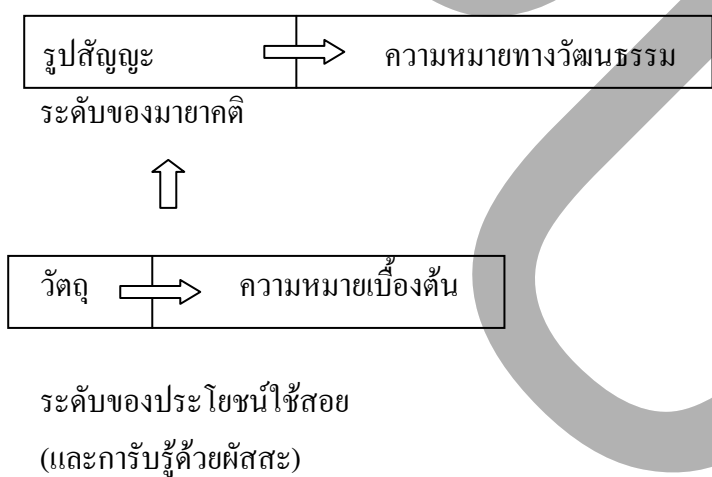 รูปสัญญะ ความหมายทางวัฒนธรรม
ระดับของมายาคติ
วัตถุ ความหมายเบื้องต้น
ระดับของประโยชน์ใช้สอย
(และการับรู้ด้วยผัสสะ)